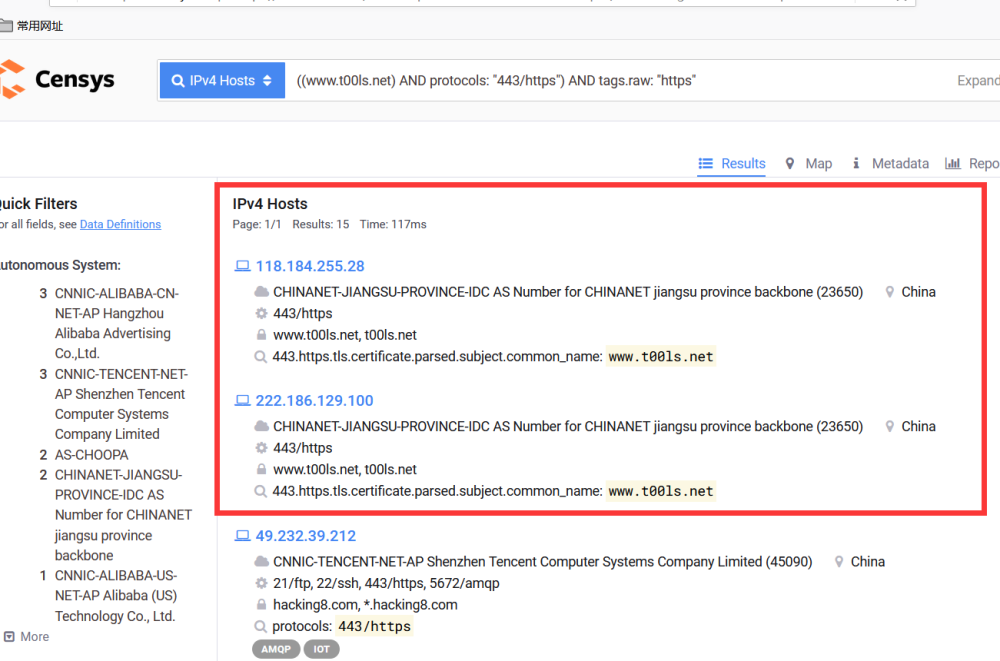 常用网址
Censys
IPv4 Hosts
((www.t00ls.net) AND protocols: "443/https") AND tags.raw: "https"
Expand
Results
Map
Metadata
Repo
Quick Filters
or all fields, see Data Definitions
utonomous System:
3 CNNIC-ALIBABA-CN-
NET-AP Hangzhou
Alibaba Advertising
Co.,Ltd.
3 CNNIC-TENCENT-NET-
AP Shenzhen Tencent
Computer Systems
Company Limited
2 AS-CHOOPA
2 CHINANET-JIANGSU-
PROVINCE-IDC AS
Number for CHINANET
jiangsu province
backbone
1 CNNIC-ALIBABA-US-
NET-AP Alibaba (US)
Technology Co., Ltd.
More
IPv4 Hosts
Page: 1/1 Results: 15 Time: 117ms
118.184.255.28
CHINANET-JIANGSU-PROVINCE-IDC AS Number for CHINANET jiangsu province backbone (23650) China
443/https
www.t00ls.net, t00ls.net
443.https.tls.certificate.parsed.subject.common_name: www.t00ls.net
222.186.129.100
CHINANET-JIANGSU-PROVINCE-IDC AS Number for CHINANET jiangsu province backbone (23650) China
443/https
www.t00ls.net, t00ls.net
443.https.tls.certificate.parsed.subject.common_name: www.t00ls.net
49.232.39.212
CNNIC-TENCENT-NET-AP Shenzhen Tencent Computer Systems Company Limited (45090) China
21/ftp, 22/ssh, 443/https, 5672/amqp
hacking8.com, *.hacking8.com
protocols: 443/https
AMQP IOT